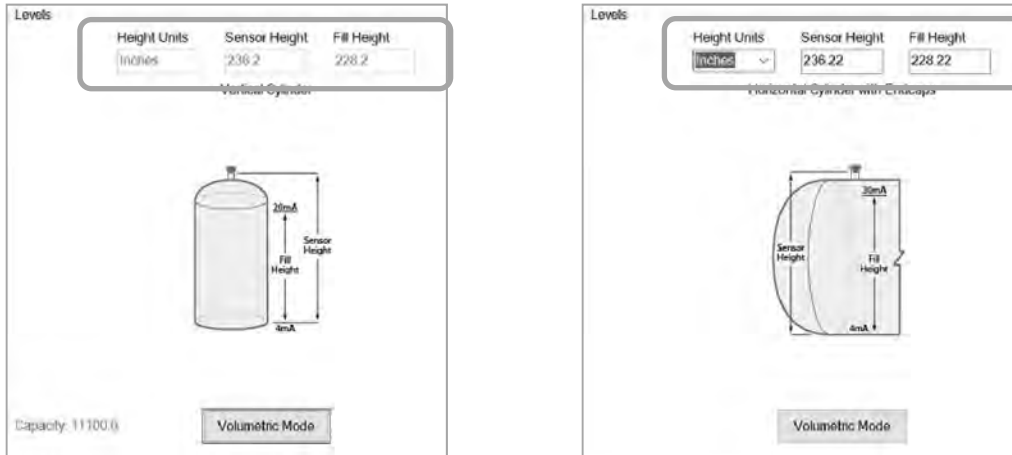 Levels
Height Units Sensor Height Fill Height
Inches 236.2 228.2
Vertical Cylinder
20mA
Sensor
Height
Fill
Height
4mA
Capacity: 11100.0
Volumetric Mode
Levels
Height Units Sensor Height Fill Height
Inches 236.22 228.22
Horizontal Cylinder with Endcaps
20mA
Sensor
Height
Fill
Height
4mA
Volumetric Mode